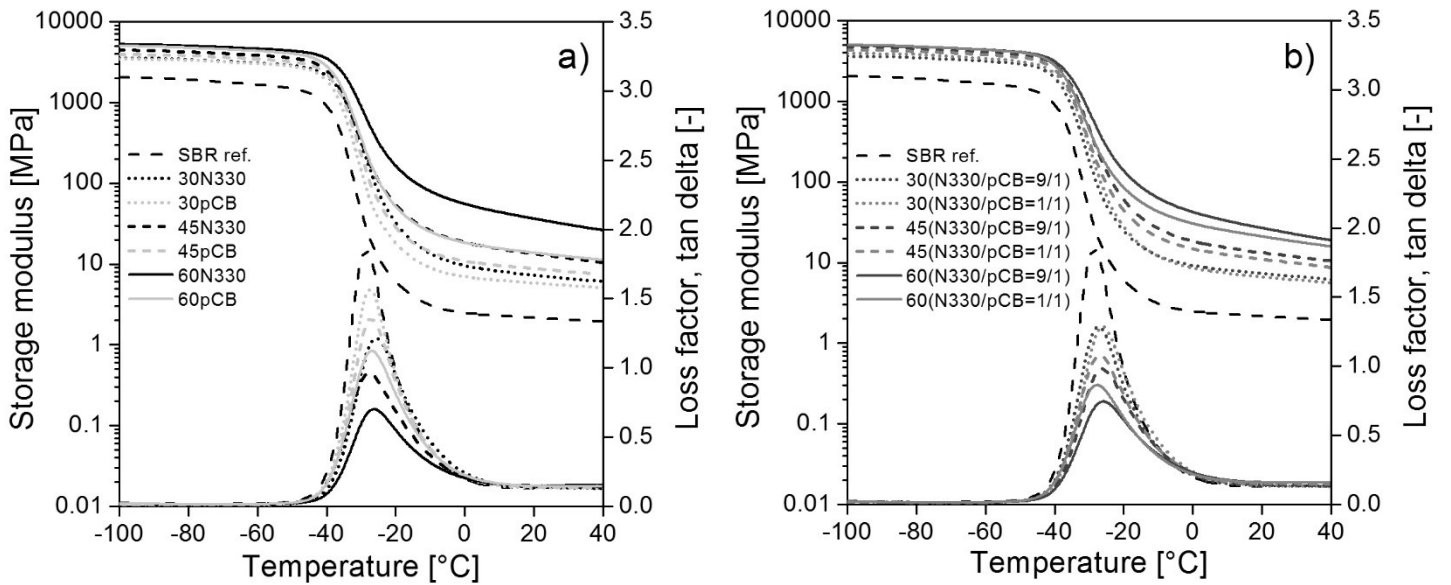 a)
Storage modulus [MPa]
10000
1000
100
10
1
0.1
0.01
SBR ref.
30N330
30pCB
45N330
45pCB
60N330
60pCB
3.5
3.0
2.5
2.0
1.5
1.0
0.5
0.0
Loss factor, tan delta [-]
-100 -80 -60 -40 -20 0 20 40
Temperature [°C]
b)
Storage modulus [MPa]
10000
1000
100
10
1
0.1
0.01
SBR ref.
30(N330/pCB=9/1)
30(N330/pCB=1/1)
45(N330/pCB=9/1)
45(N330/pCB=1/1)
60(N330/pCB=9/1)
60(N330/pCB=1/1)
3.5
3.0
2.5
2.0
1.5
1.0
0.5
0.0
Loss factor, tan delta [-]
-100 -80 -60 -40 -20 0 20 40
Temperature [°C]